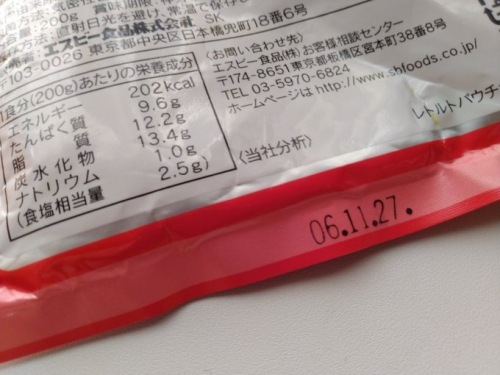 200g 賞味期限
直射日光を避け、常温で保存
エスビー食品株式会社 SK
〒103-0026 東京都中央区日本橋兜町18番6号
〈お問い合わせ先〉
エスビー食品(株)お客様相談センター
〒174-8651東京都板橋区宮本町38番8号
TEL 03-5970-6824
ホームページは http://www.sbfoods.co.jp/
レトルトパウチ
1食分(200g)あたりの栄養成分
エネルギー 202kcal
たんぱく質 9.6g
脂質 12.2g
炭水化物 13.4g
ナトリウム 1.0g
(食塩相当量 2.5g)
〈当社分析〉
06.11.27.